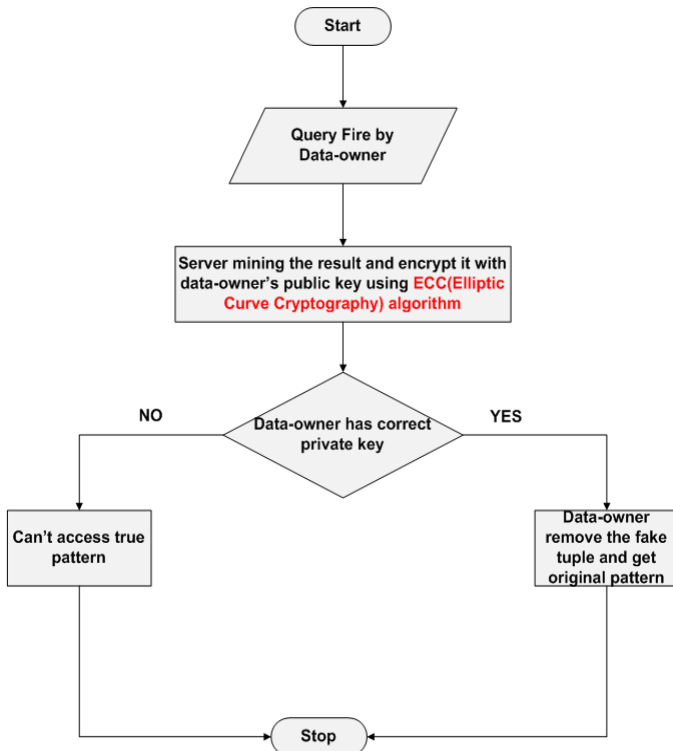 Start
Query Fire by
Data-owner
Server mining the result and encrypt it with
data-owner's public key using ECC(Elliptic
Curve Cryptography) algorithm
NO
Data-owner has correct
private key
YES
Can't access true
pattern
Data-owner
remove the fake
tuple and get
original pattern
Stop